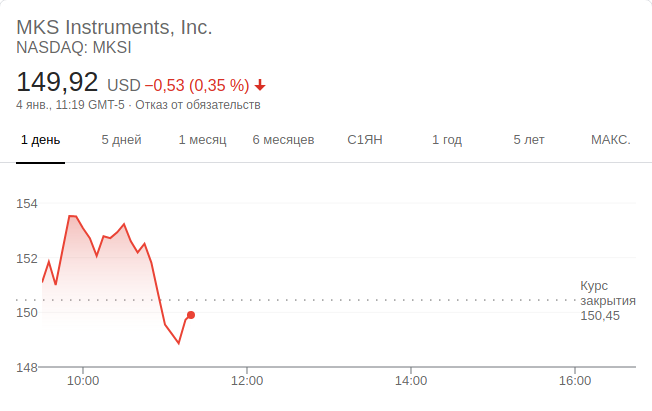 MKS Instruments, Inc.
NASDAQ: MKSI
149,92 USD −0,53 (0,35 %)
4 янв., 11:19 GMT-5 · Отказ от обязательств
1 день 5 дней 1 месяц 6 месяцев С1ЯН 1 год 5 лет МАКС.
154
152
Курс
закрытия
150,45
150
148
10:00 12:00 14:00 16:00